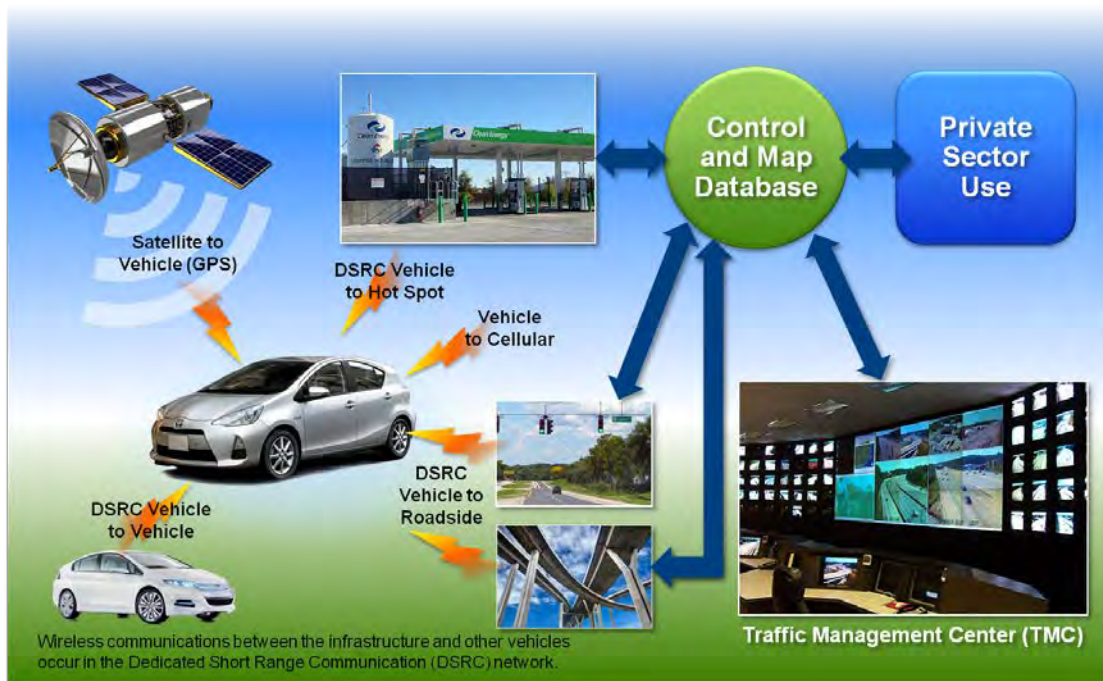 Satellite to
Vehicle (GPS)
CleanEnergy
CleanEnergy
DSRC Vehicle
to Hot Spot
Vehicle
to Cellular
Control
and Map
Database
Private
Sector
Use
DSRC
Vehicle to
Roadside
DSRC Vehicle
to Vehicle
Traffic Management Center (TMC)
Wireless communications between the infrastructure and other vehicles
occur in the Dedicated Short Range Communication (DSRC) network.